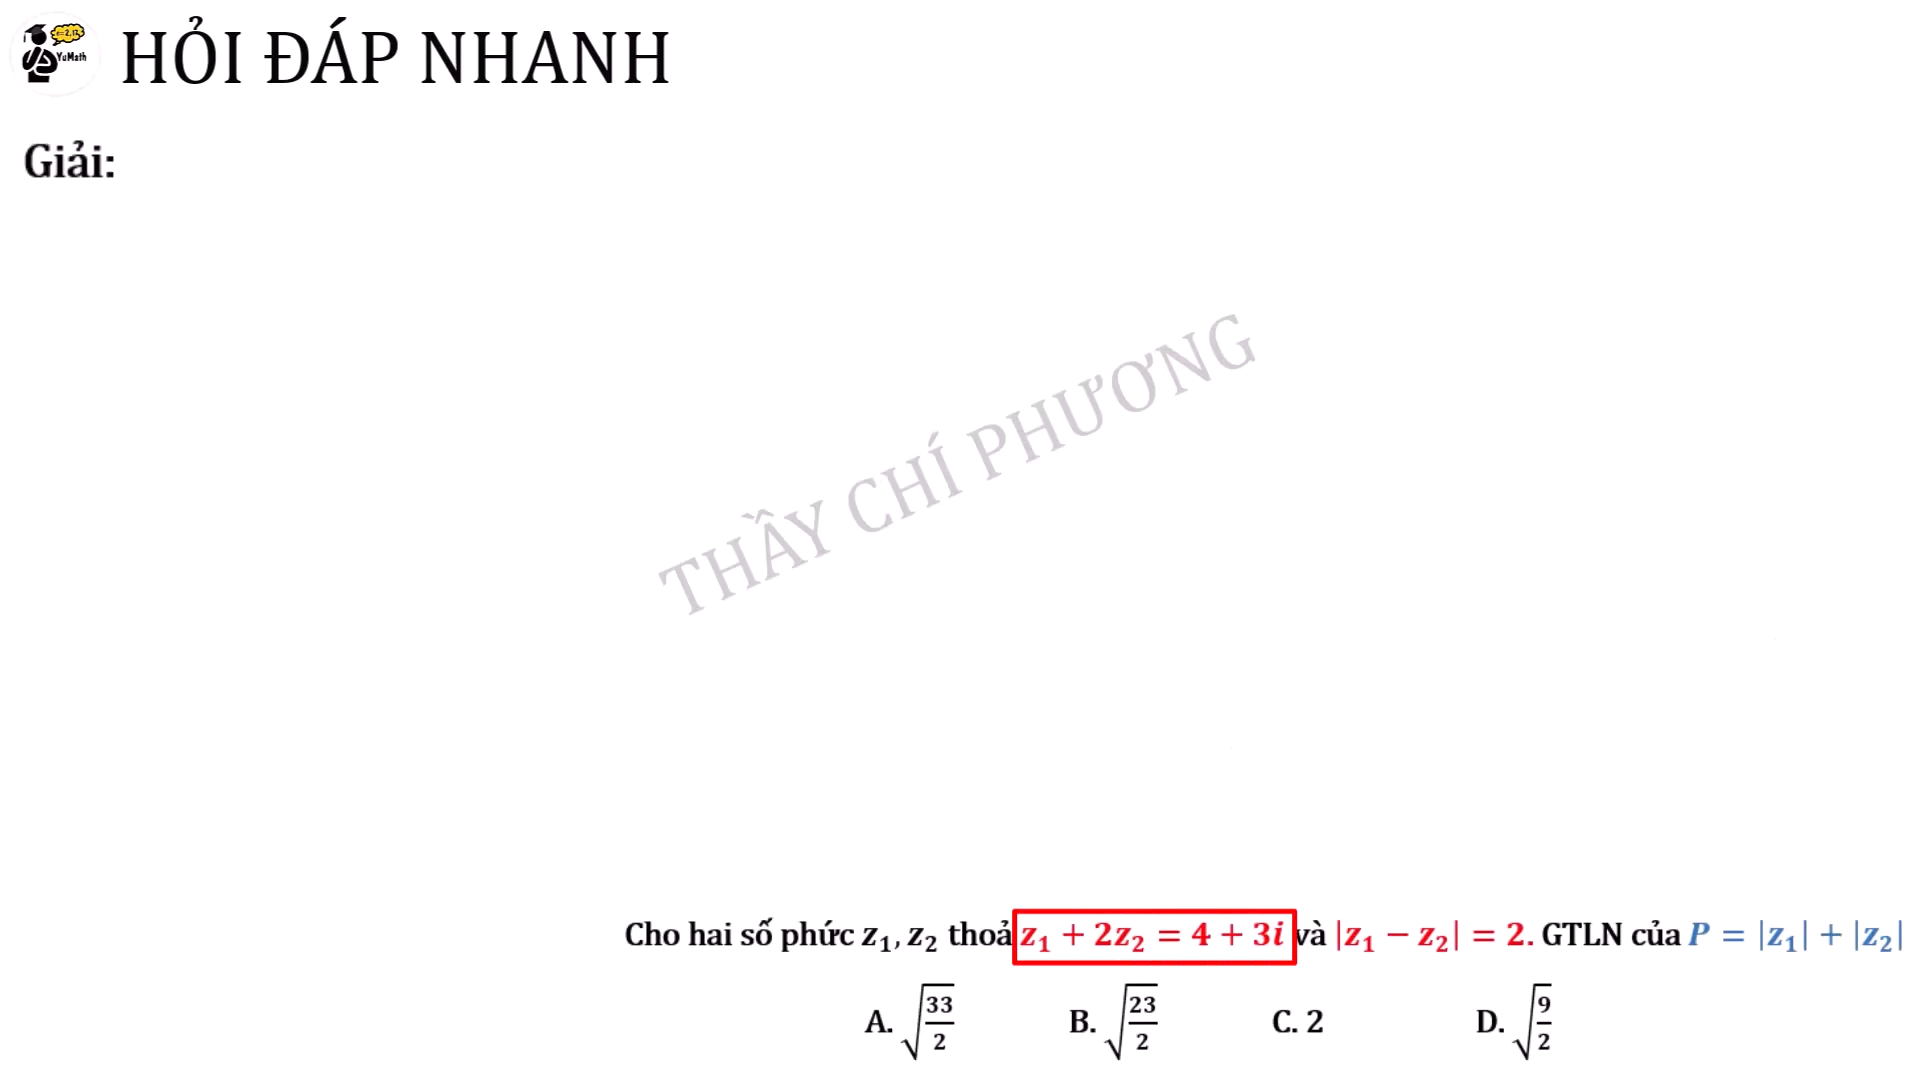 YuMath
HỎI ĐÁP NHANH
Giải:
THẦY CHÍ PHƯƠNG
Cho hai số phức z₁, z₂ thoả z₁ + 2z₂ = 4 + 3i và |z₁ − z₂| = 2. GTLN của P = |z₁| + |z₂|
A. √(33/2) B. √(23/2) C. 2 D. √(9/2)